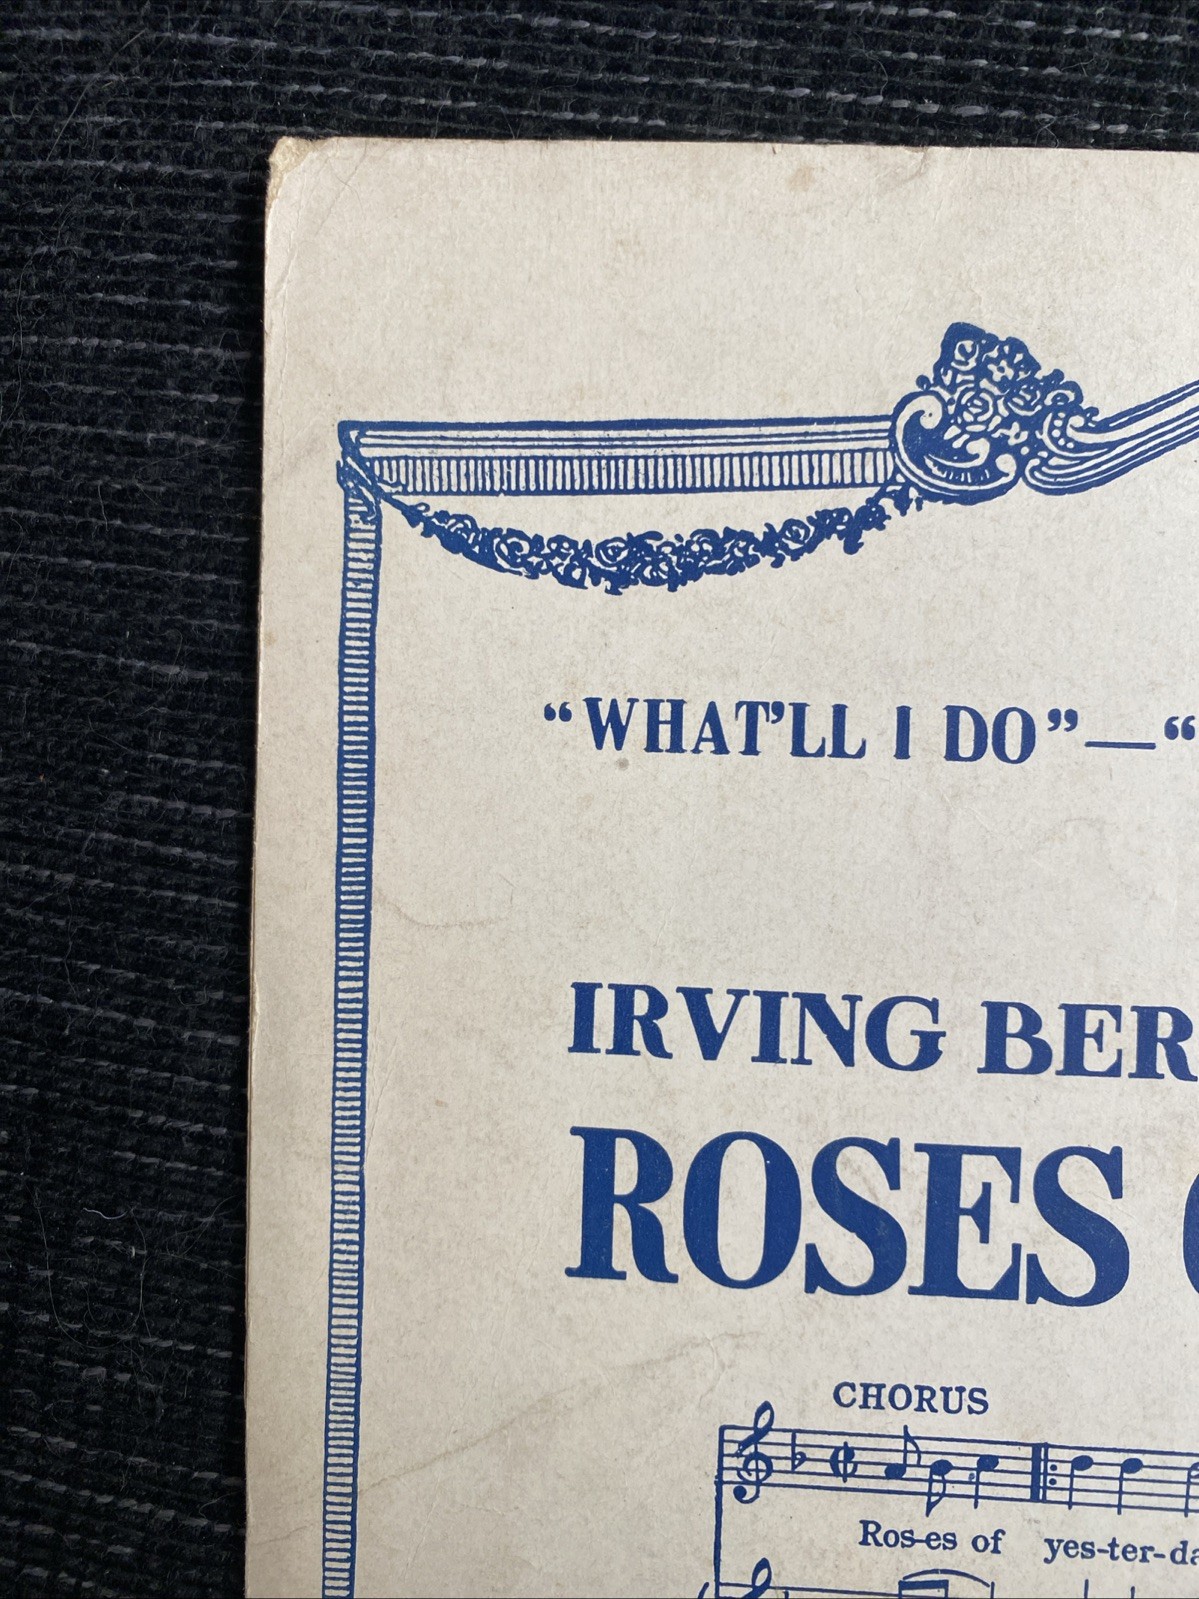 “WHAT’LL I DO”—“
IRVING BER
ROSES
CHORUS
Ros-es of yes-ter-da